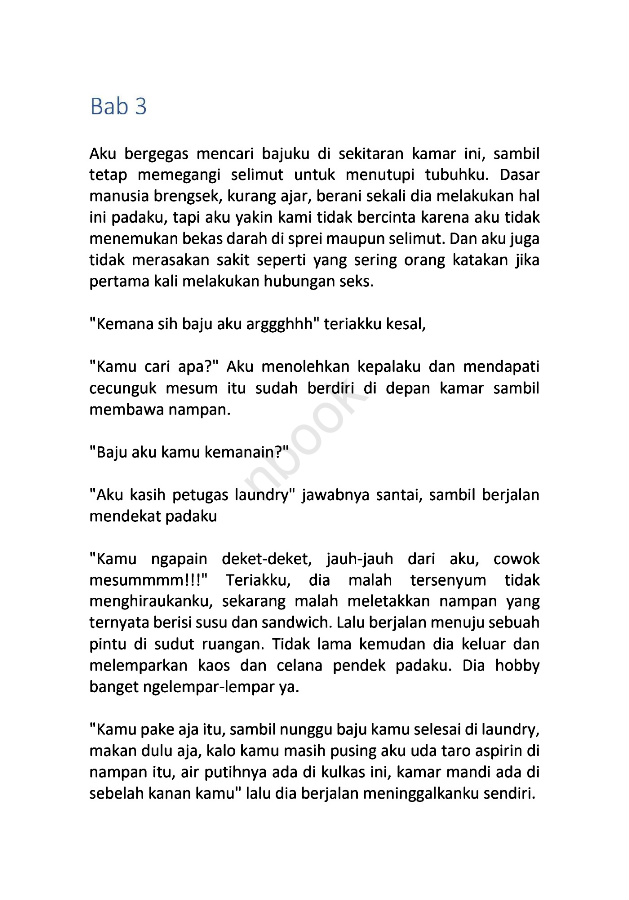 Bab 3
Aku bergegas mencari bajuku di sekitaran kamar ini, sambil
tetap memegangi selimut untuk menutupi tubuhku. Dasar
manusia brengsek, kurang ajar, berani sekali dia melakukan hal
ini padaku, tapi aku yakin kami tidak bercinta karena aku tidak
menemukan bekas darah di sprei maupun selimut. Dan aku juga
tidak merasakan sakit seperti yang sering orang katakan jika
pertama kali melakukan hubungan seks.
"Kemana sih baju aku arggghhh" teriakku kesal,
"Kamu cari apa?" Aku menolehkan kepalaku dan mendapati
cecunguk mesum itu sudah berdiri di depan kamar sambil
membawa nampan.
"Baju aku kamu kemanain?"
"Aku kasih petugas laundry" jawabnya santai, sambil berjalan
mendekat padaku
"Kamu ngapain deket-deket, jauh-jauh dari aku, cowok
mesummmm!!!" Teriakku, dia malah tersenyum tidak
menghiraukanku, sekarang malah meletakkan nampan yang
ternyata berisi susu dan sandwich. Lalu berjalan menuju sebuah
pintu di sudut ruangan. Tidak lama kemudan dia keluar dan
melemparkan kaos dan celana pendek padaku. Dia hobby
banget ngelempar-lempar ya.
"Kamu pake aja itu, sambil nunggu baju kamu selesai di laundry,
makan dulu aja, kalo kamu masih pusing aku uda taro aspirin di
nampan itu, air putihnya ada di kulkas ini, kamar mandi ada di
sebelah kanan kamu" lalu dia berjalan meninggalkanku sendiri.
nbook